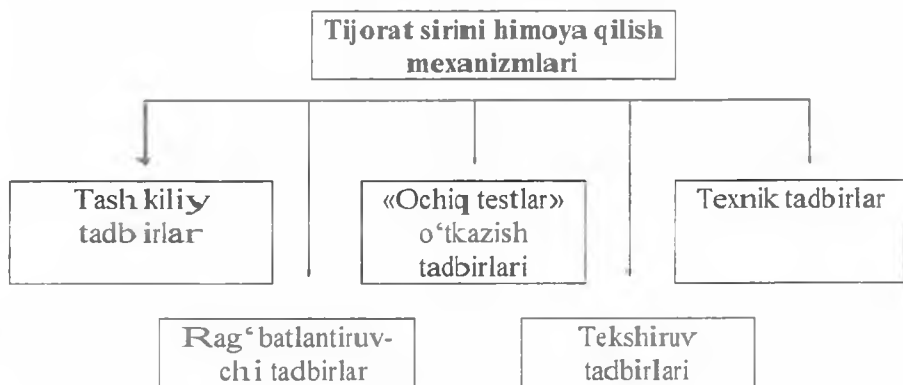 Tijorat sirini himoya qilish
mexanizmlari
Tashkiliy
tadbirlar
«Ochiq testlar»
o‘tkazish
tadbirlari
Texnik tadbirlar
Rag‘batlantiruv-
chi tadbirlar
Tekshiruv
tadbirlari